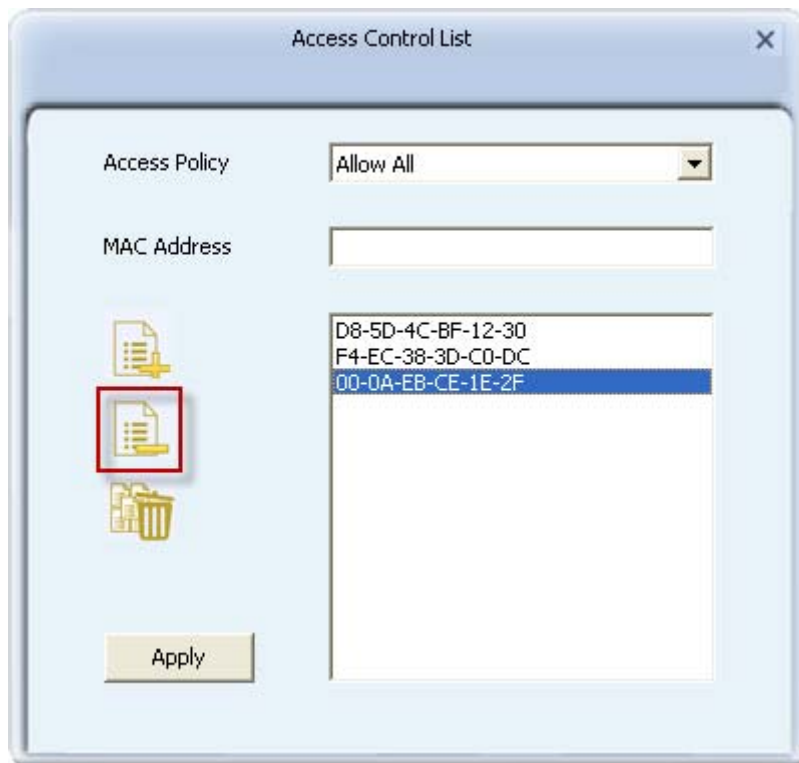 Access Control List
Access Policy
Allow All
MAC Address
D8-5D-4C-BF-12-30
F4-EC-38-3D-C0-DC
00-0A-EB-CE-1E-2F
Apply